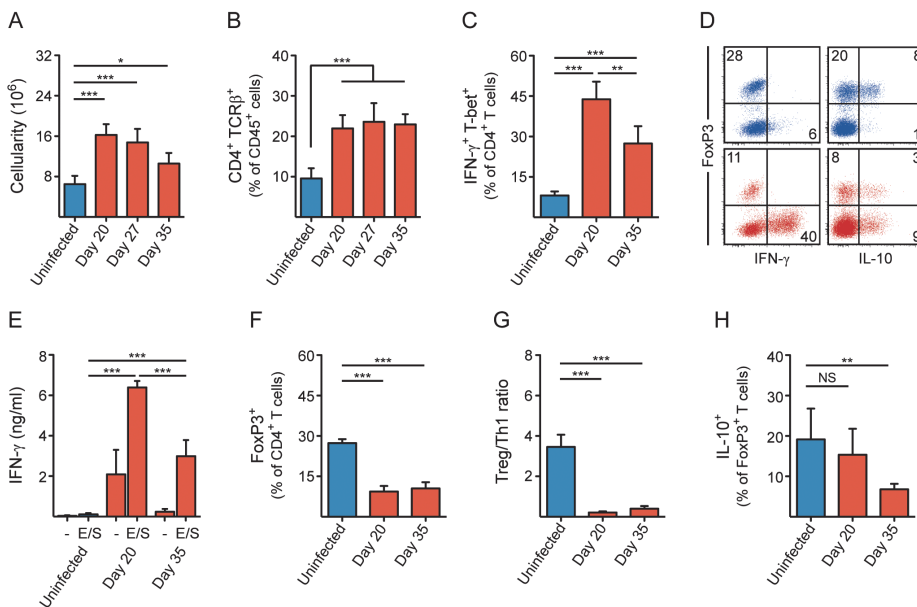 A
Cellularity (10⁶)
32
24
16
8
*
***
***
Uninfected
Day 20
Day 27
Day 35
B
CD4⁺ TCRβ⁺
(% of CD45⁺ cells)
40
30
20
10
***
Uninfected
Day 20
Day 27
Day 35
C
IFN-γ⁺ T-bet⁺
(% of CD4⁺ T cells)
60
45
30
15
***
***
**
Uninfected
Day 20
Day 35
D
FoxP3
28
6
20
8
1
11
40
8
3
9
IFN-γ
IL-10
E
IFN-γ (ng/ml)
8
6
4
2
***
***
***
- E/S - E/S - E/S
Uninfected
Day 20
Day 35
F
FoxP3⁺
(% of CD4⁺ T cells)
60
45
30
15
***
***
Uninfected
Day 20
Day 35
G
Treg/Th1 ratio
8
6
4
2
***
***
Uninfected
Day 20
Day 35
H
IL-10⁺
(% of FoxP3⁺ T cells)
40
30
20
10
**
NS
Uninfected
Day 20
Day 35